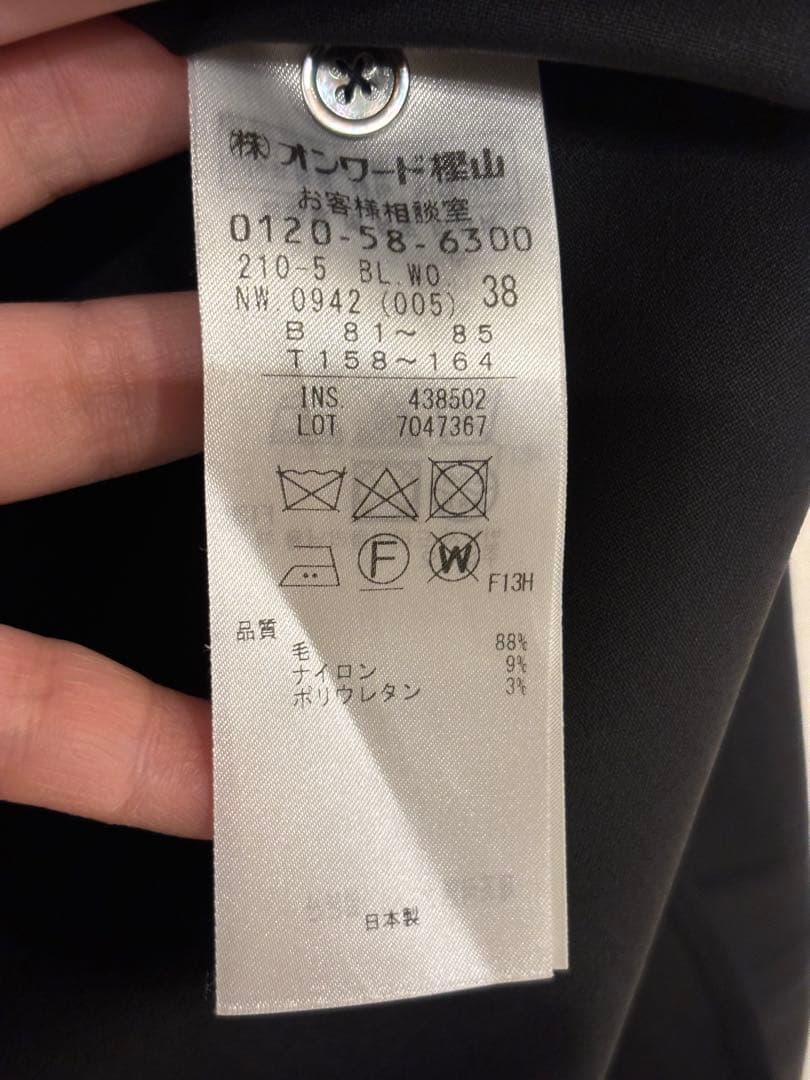 (株)オンワード樫山
お客様相談室
0120-58-6300
210-5 BL.WO.
NW.0942 (005) 38
B 81～ 85
T158～164
INS. 438502
LOT 7047367
F W
F13H
品質
毛 88%
ナイロン 9%
ポリウレタン 3%
日本製